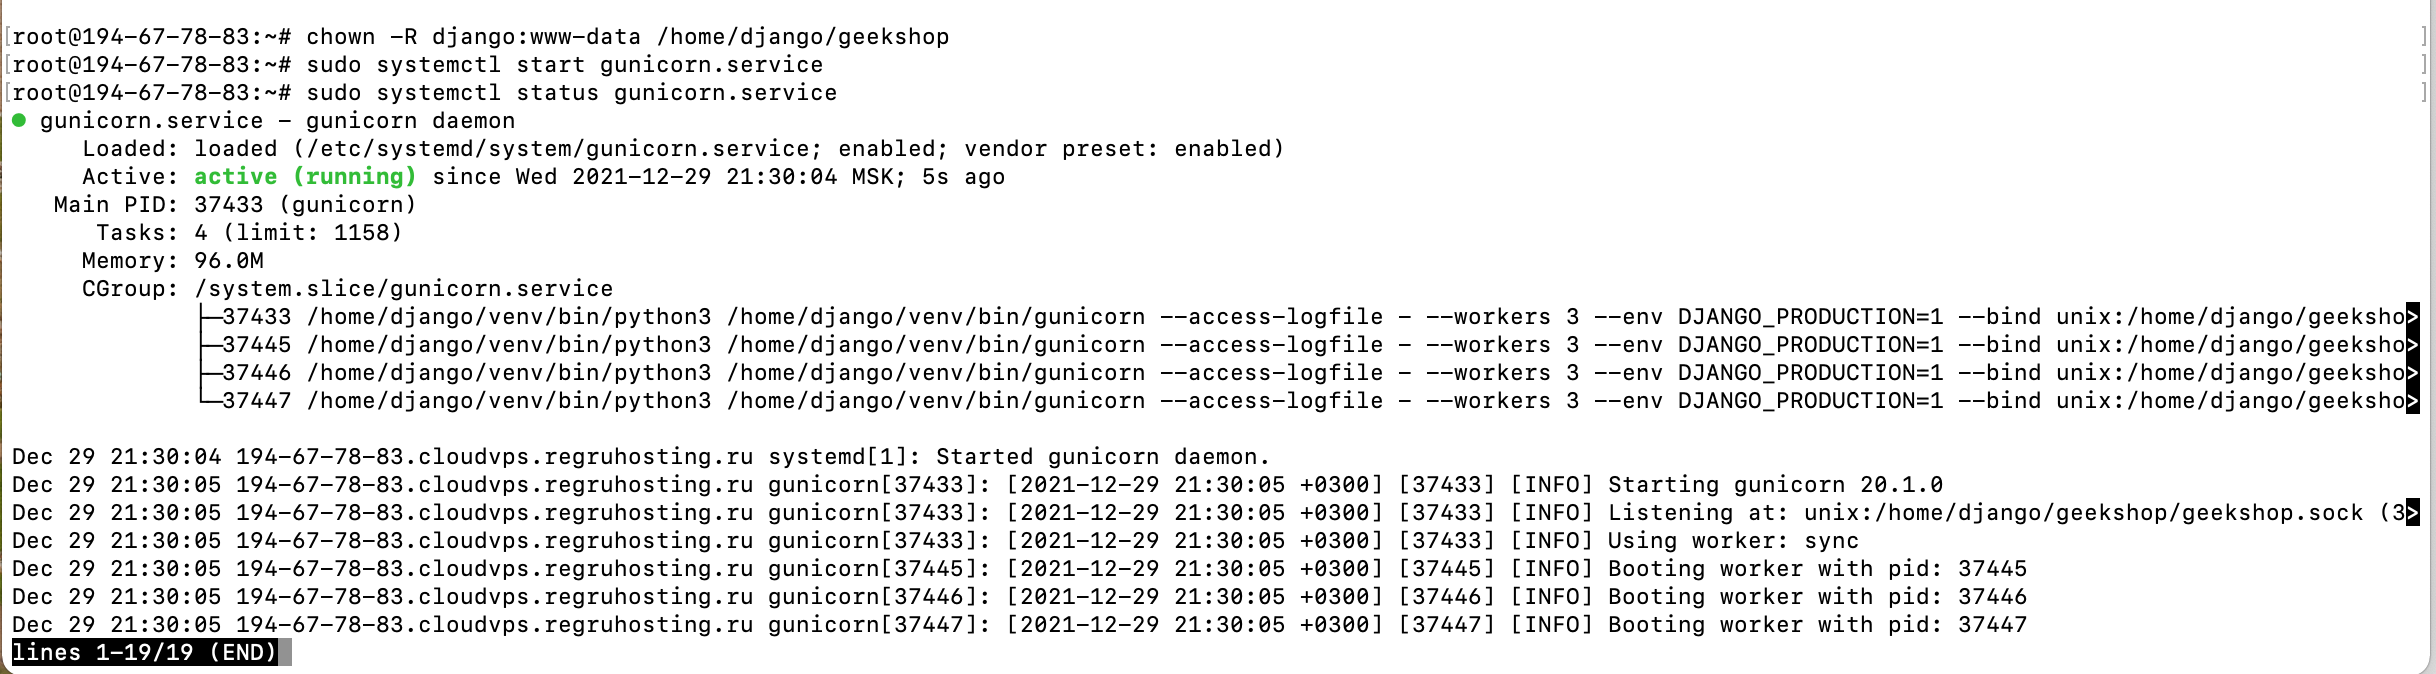 [root@194-67-78-83:~# chown -R django:www-data /home/django/geekshop ]
[root@194-67-78-83:~# sudo systemctl start gunicorn.service ]
[root@194-67-78-83:~# sudo systemctl status gunicorn.service ]
● gunicorn.service - gunicorn daemon
     Loaded: loaded (/etc/systemd/system/gunicorn.service; enabled; vendor preset: enabled)
     Active: active (running) since Wed 2021-12-29 21:30:04 MSK; 5s ago
   Main PID: 37433 (gunicorn)
      Tasks: 4 (limit: 1158)
     Memory: 96.0M
     CGroup: /system.slice/gunicorn.service
             ├─37433 /home/django/venv/bin/python3 /home/django/venv/bin/gunicorn --access-logfile - --workers 3 --env DJANGO_PRODUCTION=1 --bind unix:/home/django/geeksho>
             ├─37445 /home/django/venv/bin/python3 /home/django/venv/bin/gunicorn --access-logfile - --workers 3 --env DJANGO_PRODUCTION=1 --bind unix:/home/django/geeksho>
             ├─37446 /home/django/venv/bin/python3 /home/django/venv/bin/gunicorn --access-logfile - --workers 3 --env DJANGO_PRODUCTION=1 --bind unix:/home/django/geeksho>
             └─37447 /home/django/venv/bin/python3 /home/django/venv/bin/gunicorn --access-logfile - --workers 3 --env DJANGO_PRODUCTION=1 --bind unix:/home/django/geeksho>
Dec 29 21:30:04 194-67-78-83.cloudvps.regruhosting.ru systemd[1]: Started gunicorn daemon.
Dec 29 21:30:05 194-67-78-83.cloudvps.regruhosting.ru gunicorn[37433]: [2021-12-29 21:30:05 +0300] [37433] [INFO] Starting gunicorn 20.1.0
Dec 29 21:30:05 194-67-78-83.cloudvps.regruhosting.ru gunicorn[37433]: [2021-12-29 21:30:05 +0300] [37433] [INFO] Listening at: unix:/home/django/geekshop/geekshop.sock (3>
Dec 29 21:30:05 194-67-78-83.cloudvps.regruhosting.ru gunicorn[37433]: [2021-12-29 21:30:05 +0300] [37433] [INFO] Using worker: sync
Dec 29 21:30:05 194-67-78-83.cloudvps.regruhosting.ru gunicorn[37445]: [2021-12-29 21:30:05 +0300] [37445] [INFO] Booting worker with pid: 37445
Dec 29 21:30:05 194-67-78-83.cloudvps.regruhosting.ru gunicorn[37446]: [2021-12-29 21:30:05 +0300] [37446] [INFO] Booting worker with pid: 37446
Dec 29 21:30:05 194-67-78-83.cloudvps.regruhosting.ru gunicorn[37447]: [2021-12-29 21:30:05 +0300] [37447] [INFO] Booting worker with pid: 37447
lines 1-19/19 (END)